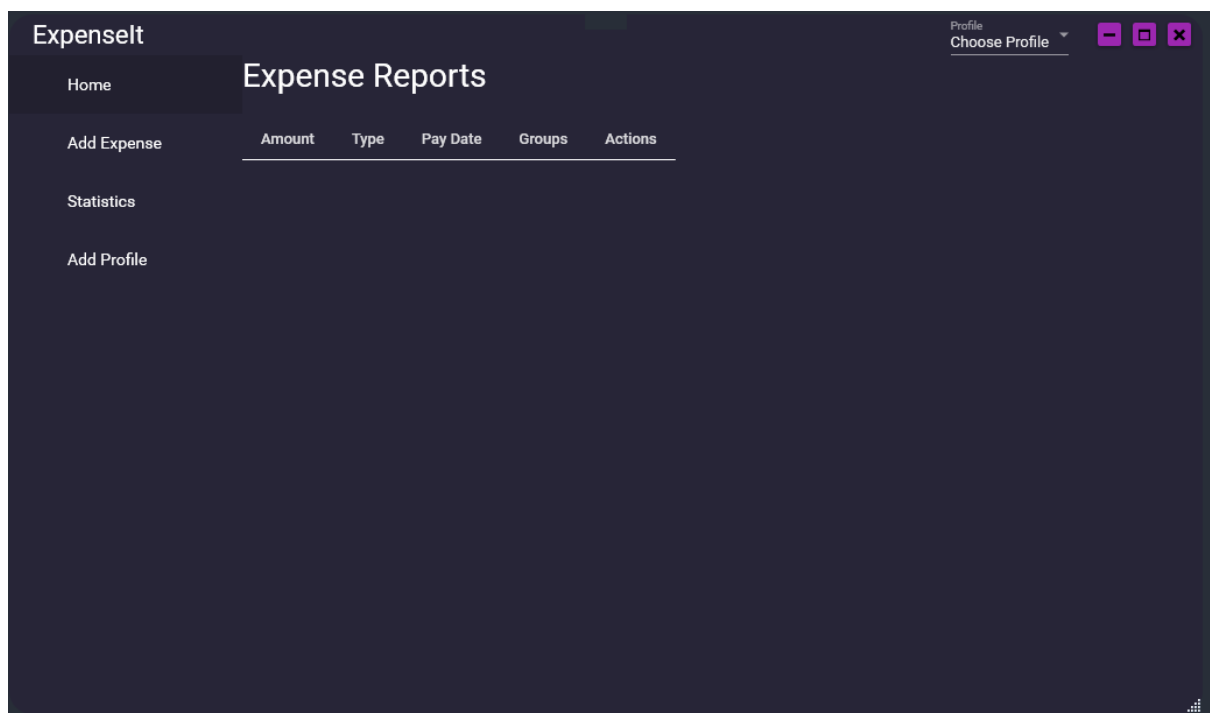 ExpenseIt
Profile
Choose Profile
Home
Add Expense
Statistics
Add Profile
Expense Reports
Amount Type Pay Date Groups Actions